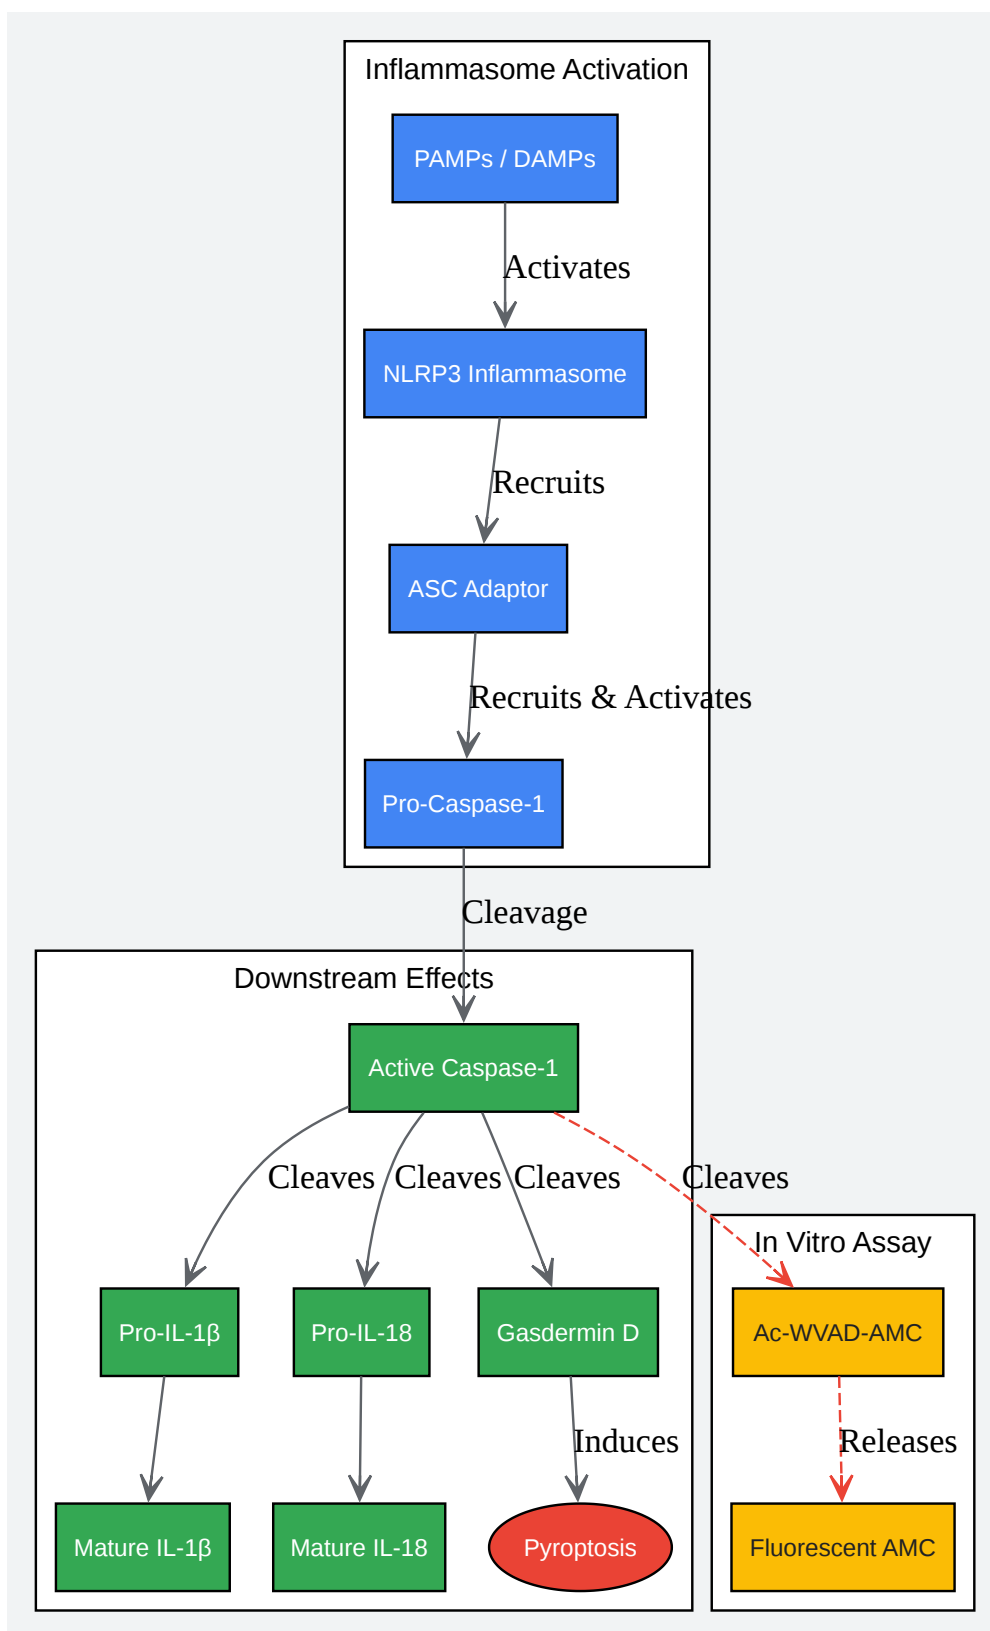 Inflammasome Activation
PAMPs / DAMPs
Activates
NLRP3 Inflammasome
Recruits
ASC Adaptor
Recruits & Activates
Pro-Caspase-1
Cleavage
Downstream Effects
Active Caspase-1
Cleaves
Cleaves
Cleaves
Cleaves
In Vitro Assay
Pro-IL-1β
Pro-IL-18
Gasdermin D
Ac-WVAD-AMC
Induces
Releases
Mature IL-1β
Mature IL-18
Pyroptosis
Fluorescent AMC